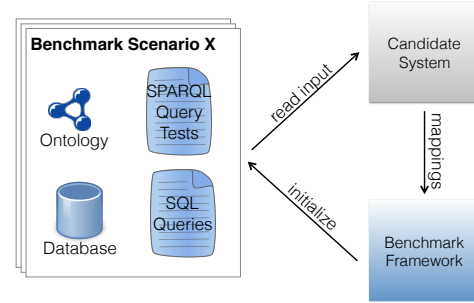 Benchmark Scenario X
SPARQL
Query
Tests
Ontology
SQL
Queries
Database
read input
initialize
Candidate
System
mappings
Benchmark
Framework